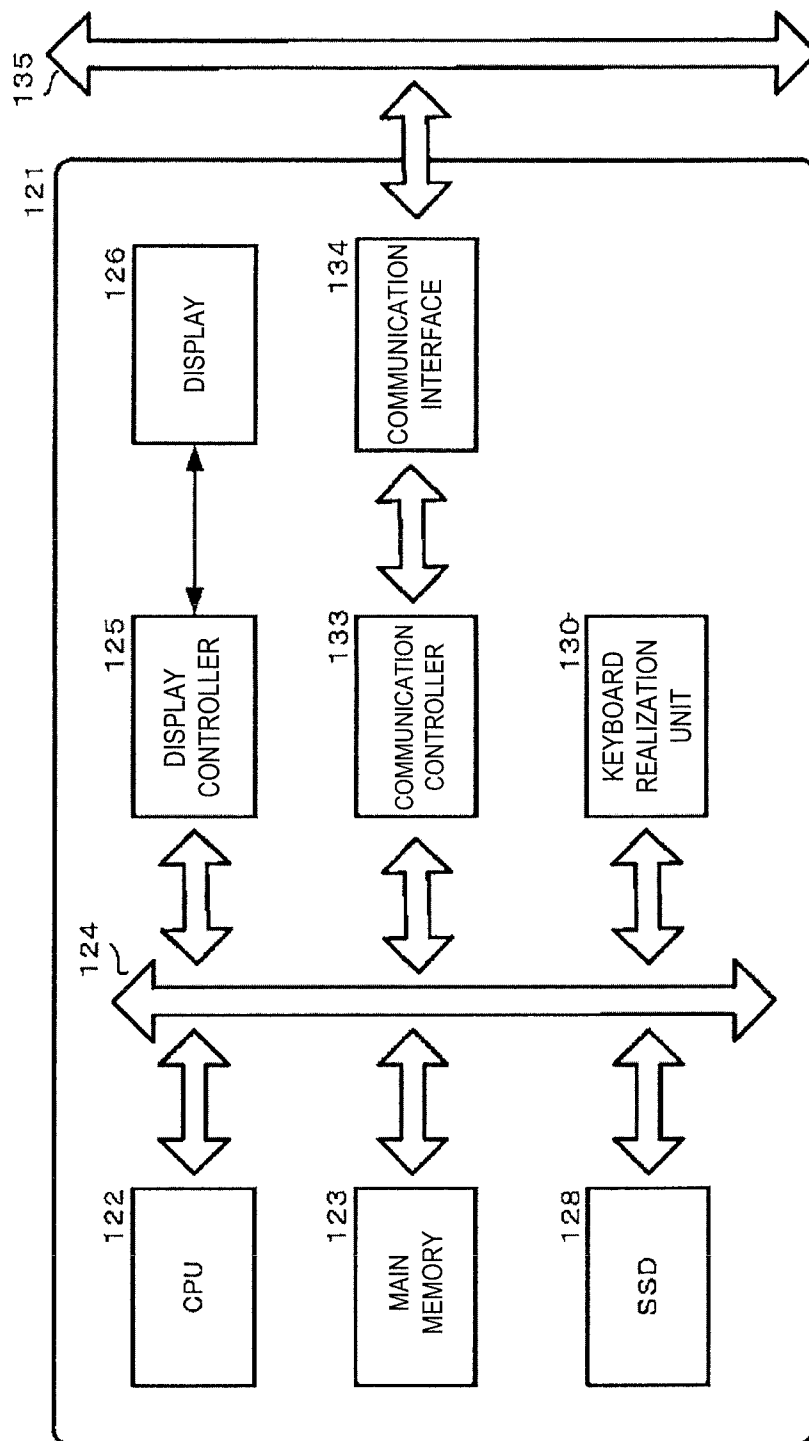 121
135
122
CPU
124
125
DISPLAY
CONTROLLER
126
DISPLAY
123
MAIN
MEMORY
133
COMMUNICATION
CONTROLLER
134
COMMUNICATION
INTERFACE
128
SSD
130
KEYBOARD
REALIZATION
UNIT